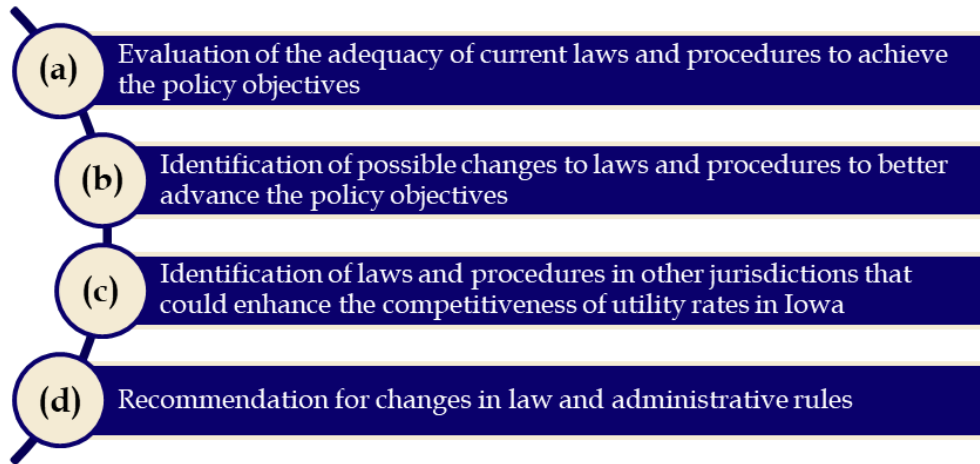 (a)
Evaluation of the adequacy of current laws and procedures to achieve
the policy objectives
(b)
Identification of possible changes to laws and procedures to better
advance the policy objectives
(c)
Identification of laws and procedures in other jurisdictions that
could enhance the competitiveness of utility rates in Iowa
(d)
Recommendation for changes in law and administrative rules